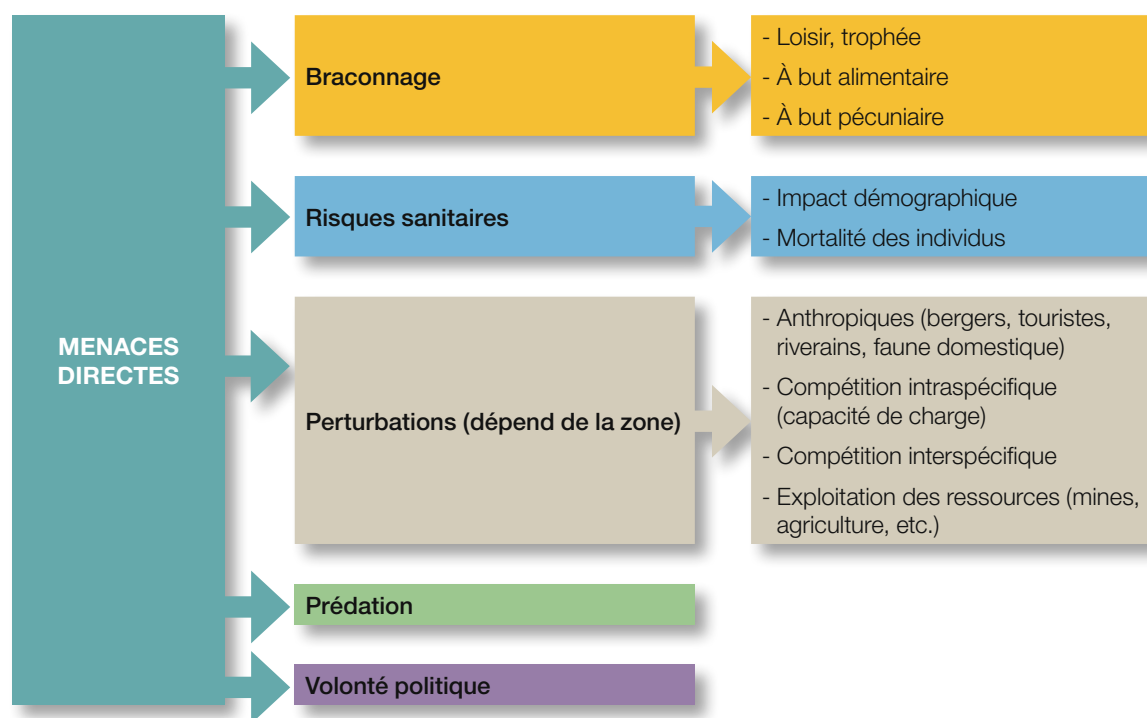 MENACES
DIRECTES
Braconnage
- Loisir, trophée
- À but alimentaire
- À but pécuniaire
Risques sanitaires
- Impact démographique
- Mortalité des individus
Perturbations (dépend de la zone)
- Anthropiques (bergers, touristes,
riverains, faune domestique)
- Compétition intraspécifique
(capacité de charge)
- Compétition interspécifique
- Exploitation des ressources (mines,
agriculture, etc.)
Prédation
Volonté politique